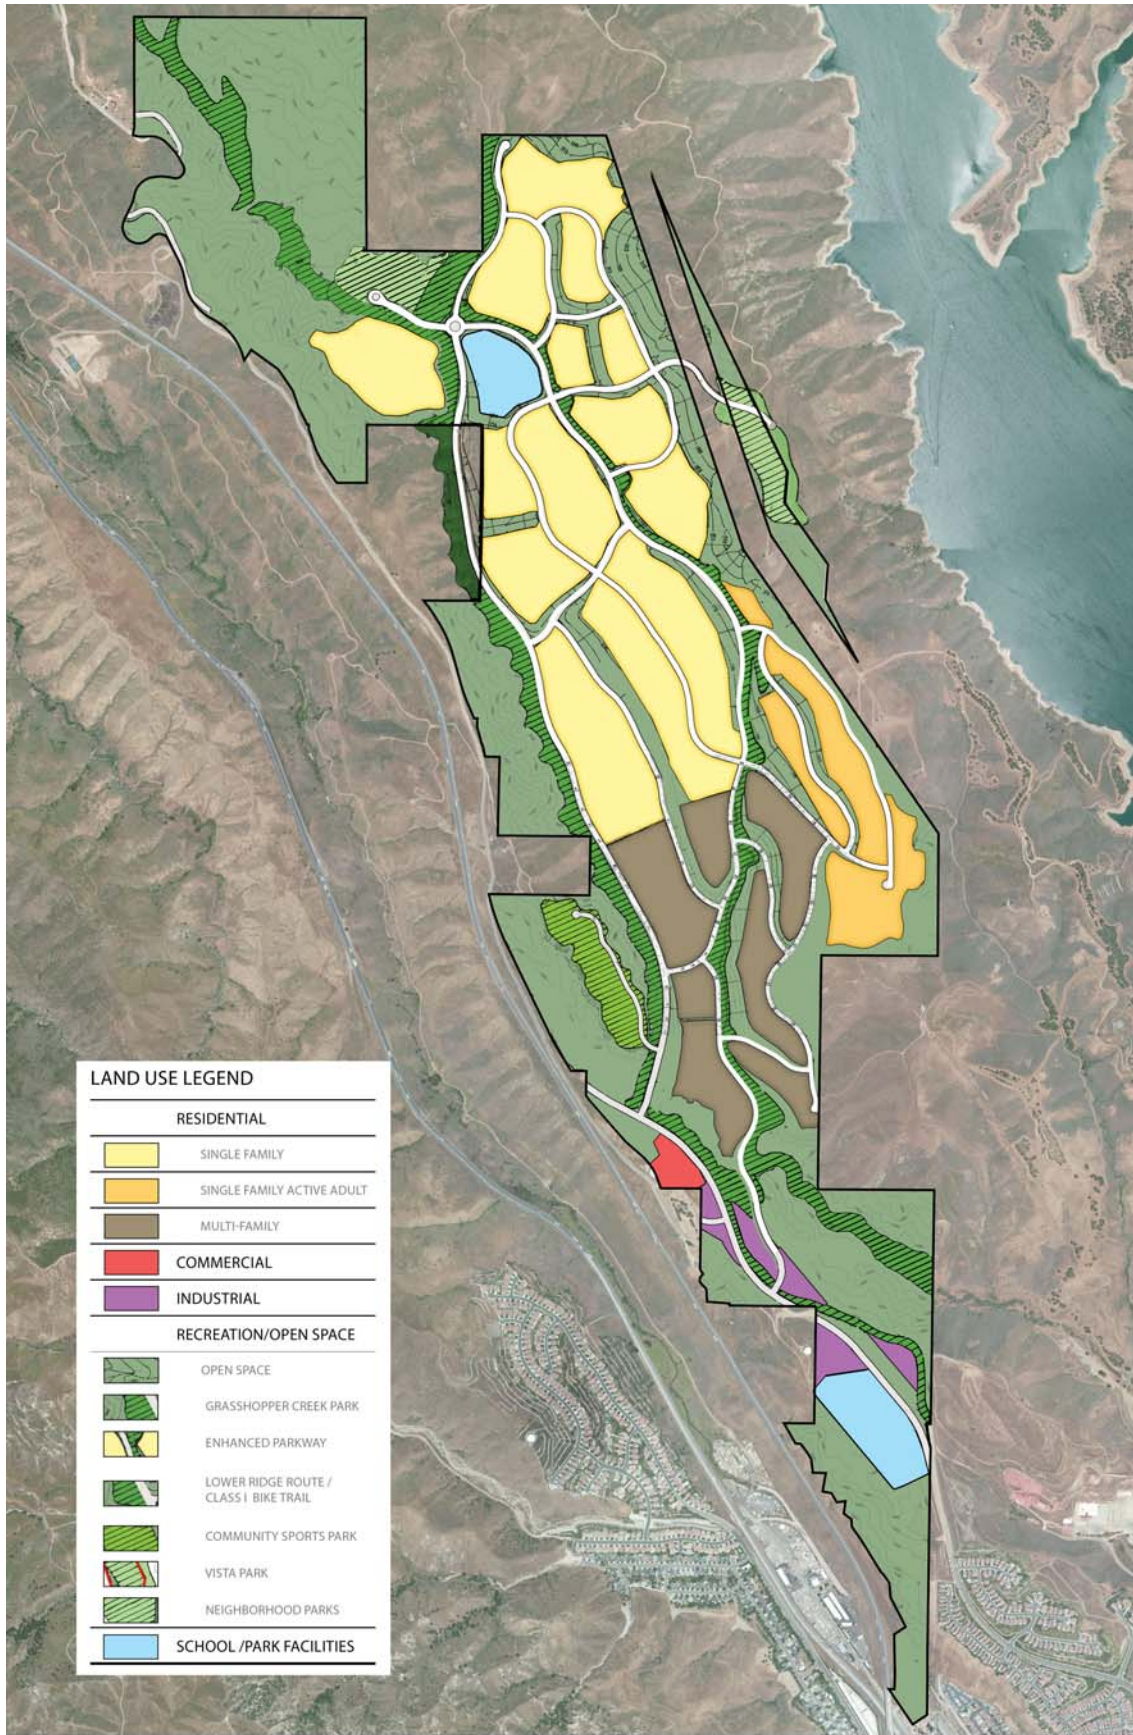 LAND USE LEGEND
RESIDENTIAL
SINGLE FAMILY
SINGLE FAMILY ACTIVE ADULT
MULTI-FAMILY
COMMERCIAL
INDUSTRIAL
RECREATION/OPEN SPACE
OPEN SPACE
GRASSHOPPER CREEK PARK
ENHANCED PARKWAY
LOWER RIDGE ROUTE /
CLASS I BIKE TRAIL
COMMUNITY SPORTS PARK
VISTA PARK
NEIGHBORHOOD PARKS
SCHOOL /PARK FACILITIES